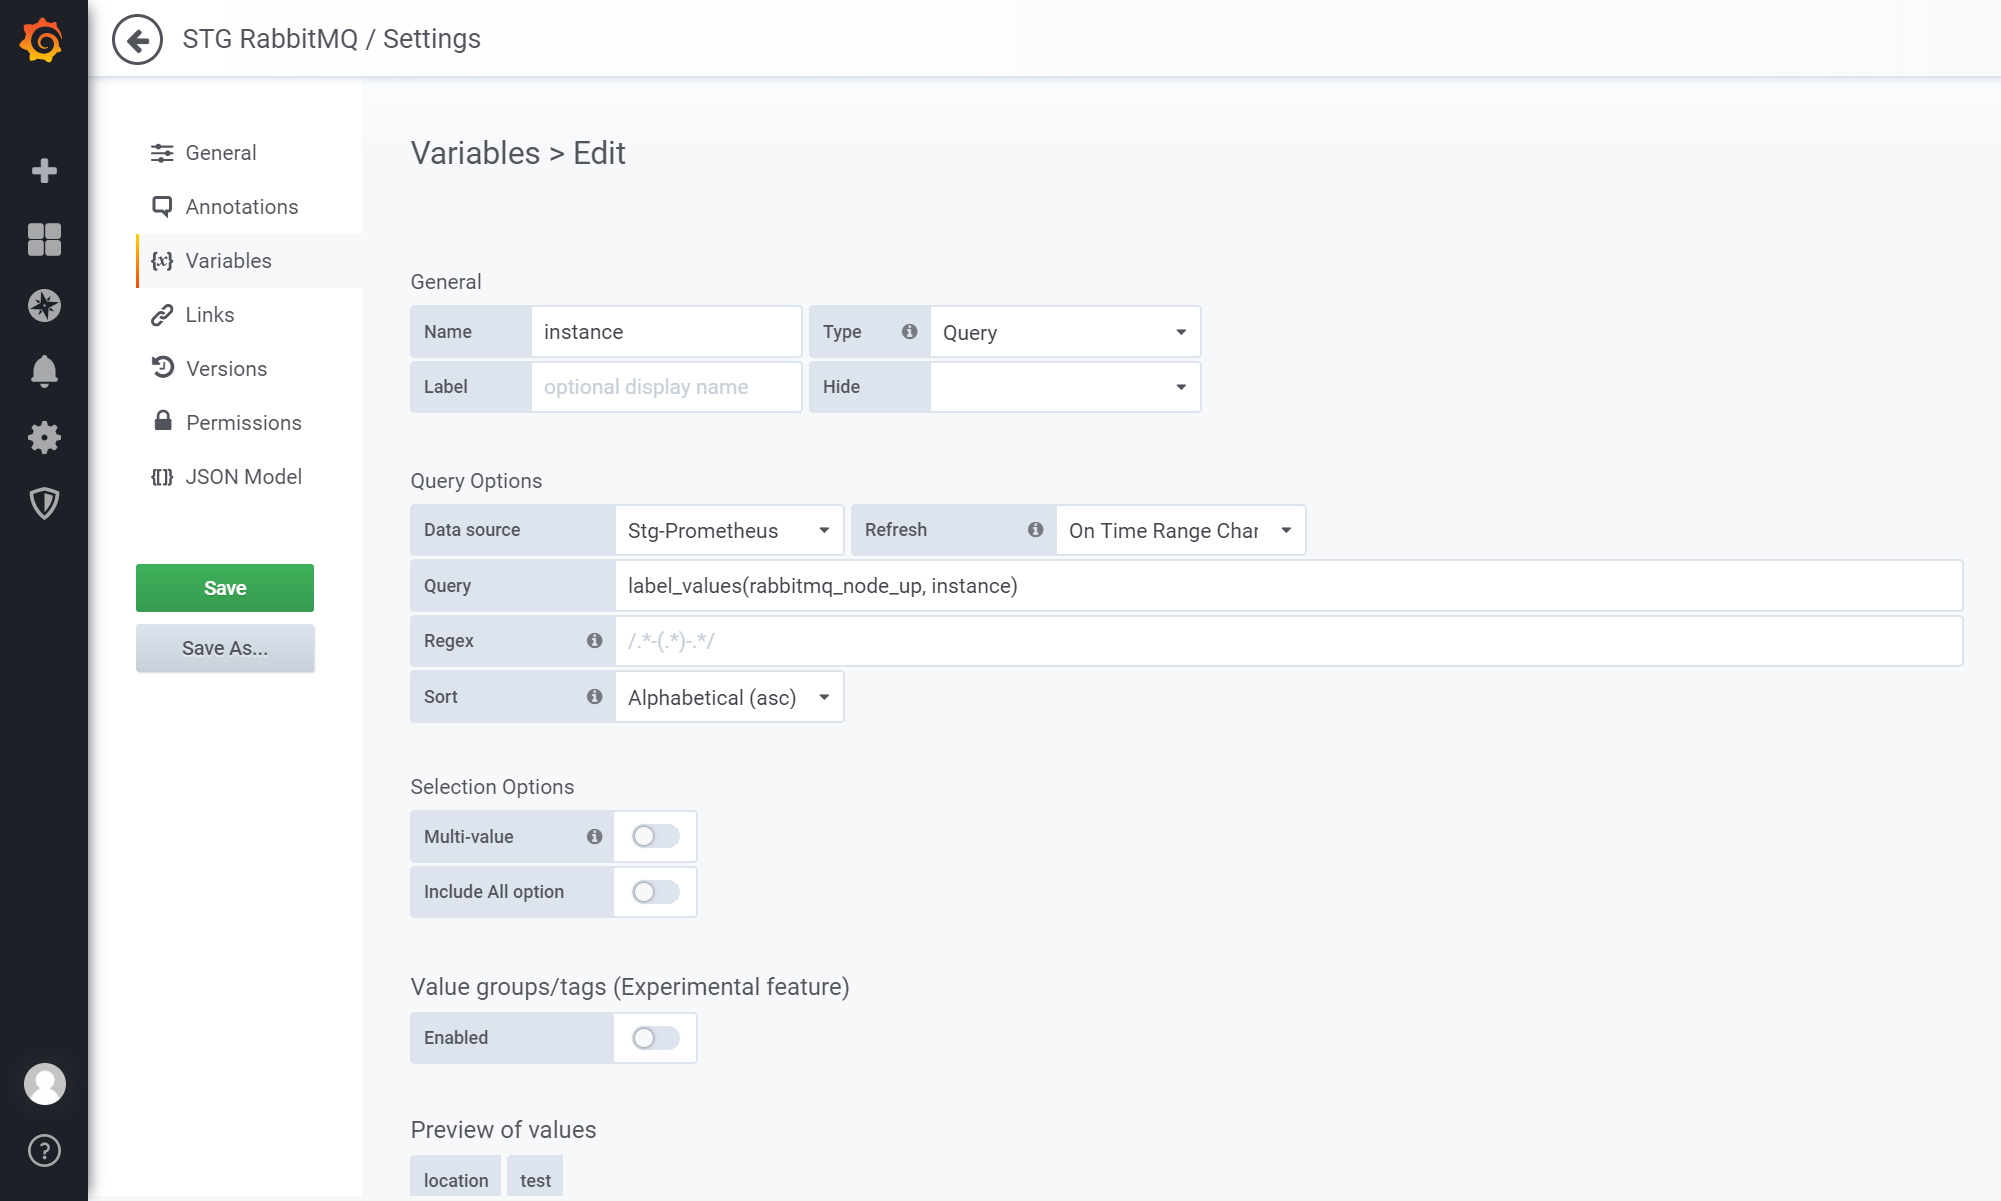 STG RabbitMQ / Settings
General
Annotations
{x} Variables
Links
Versions
Permissions
{[]} JSON Model
Save
Save As...
Variables > Edit
General
Name instance Type Query
Label optional display name Hide
Query Options
Data source Stg-Prometheus Refresh On Time Range Char
Query label_values(rabbitmq_node_up, instance)
Regex /.*-(.*)-.*/
Sort Alphabetical (asc)
Selection Options
Multi-value
Include All option
Value groups/tags (Experimental feature)
Enabled
Preview of values
location test
?